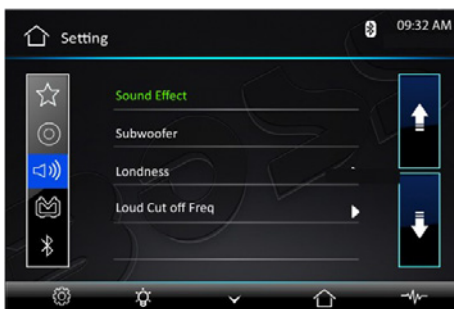 Setting
09:32 AM
Sound Effect
Subwoofer
Londness -
Loud Cut off Freq